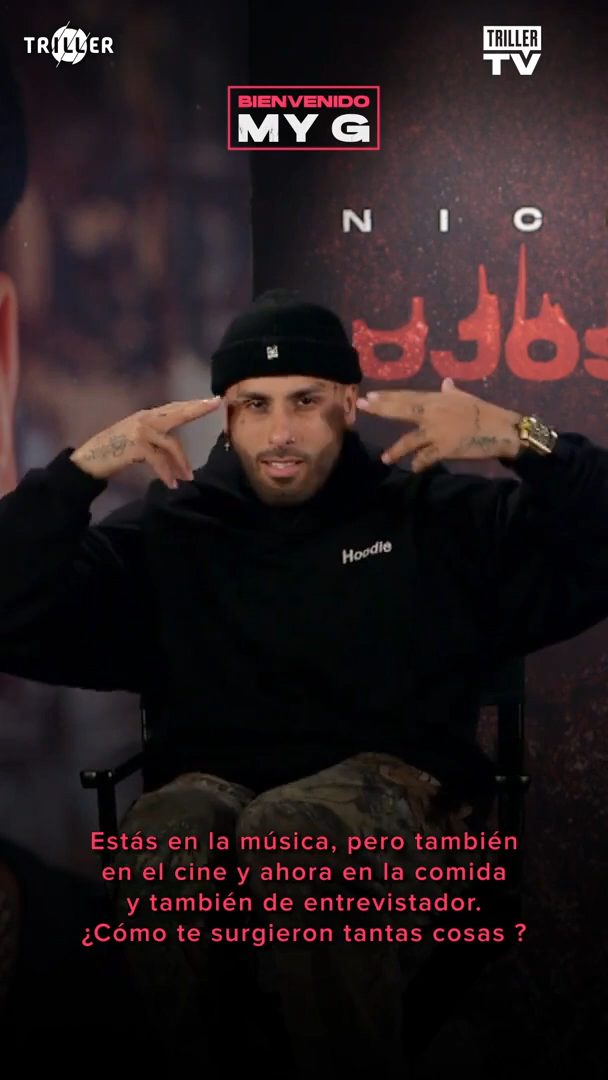 TRILLER
TRILLER
TV
BIENVENIDO
MY G
N I C
OJOS
Hoodie
Estás en la música, pero también
en el cine y ahora en la comida
y también de entrevistador.
¿Cómo te surgieron tantas cosas ?